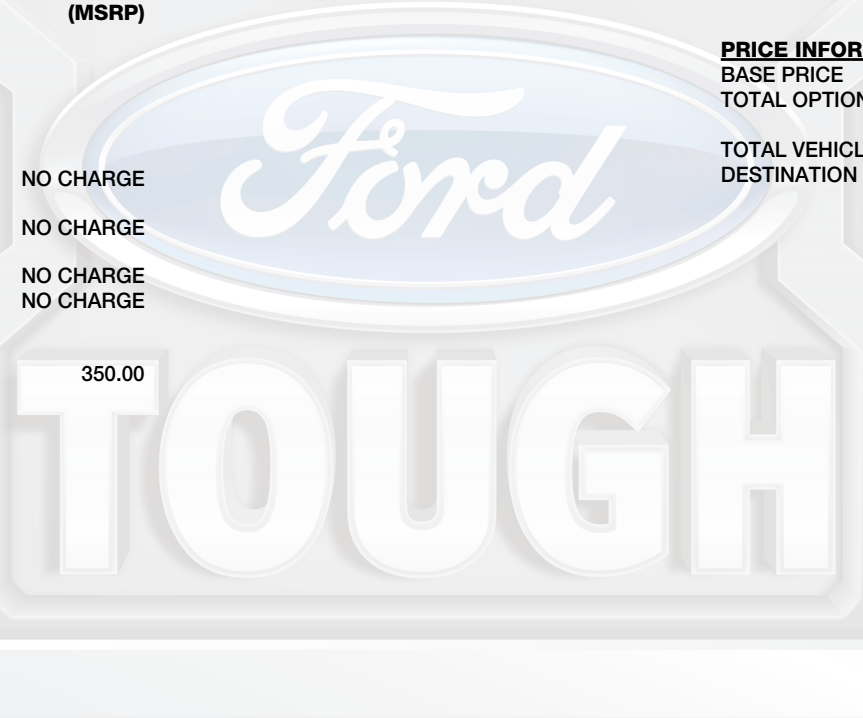 (MSRP)
NO CHARGE
NO CHARGE
NO CHARGE
NO CHARGE
350.00
PRICE INFOR
BASE PRICE
TOTAL OPTION
TOTAL VEHICL
DESTINATION
Ford
TOUGH